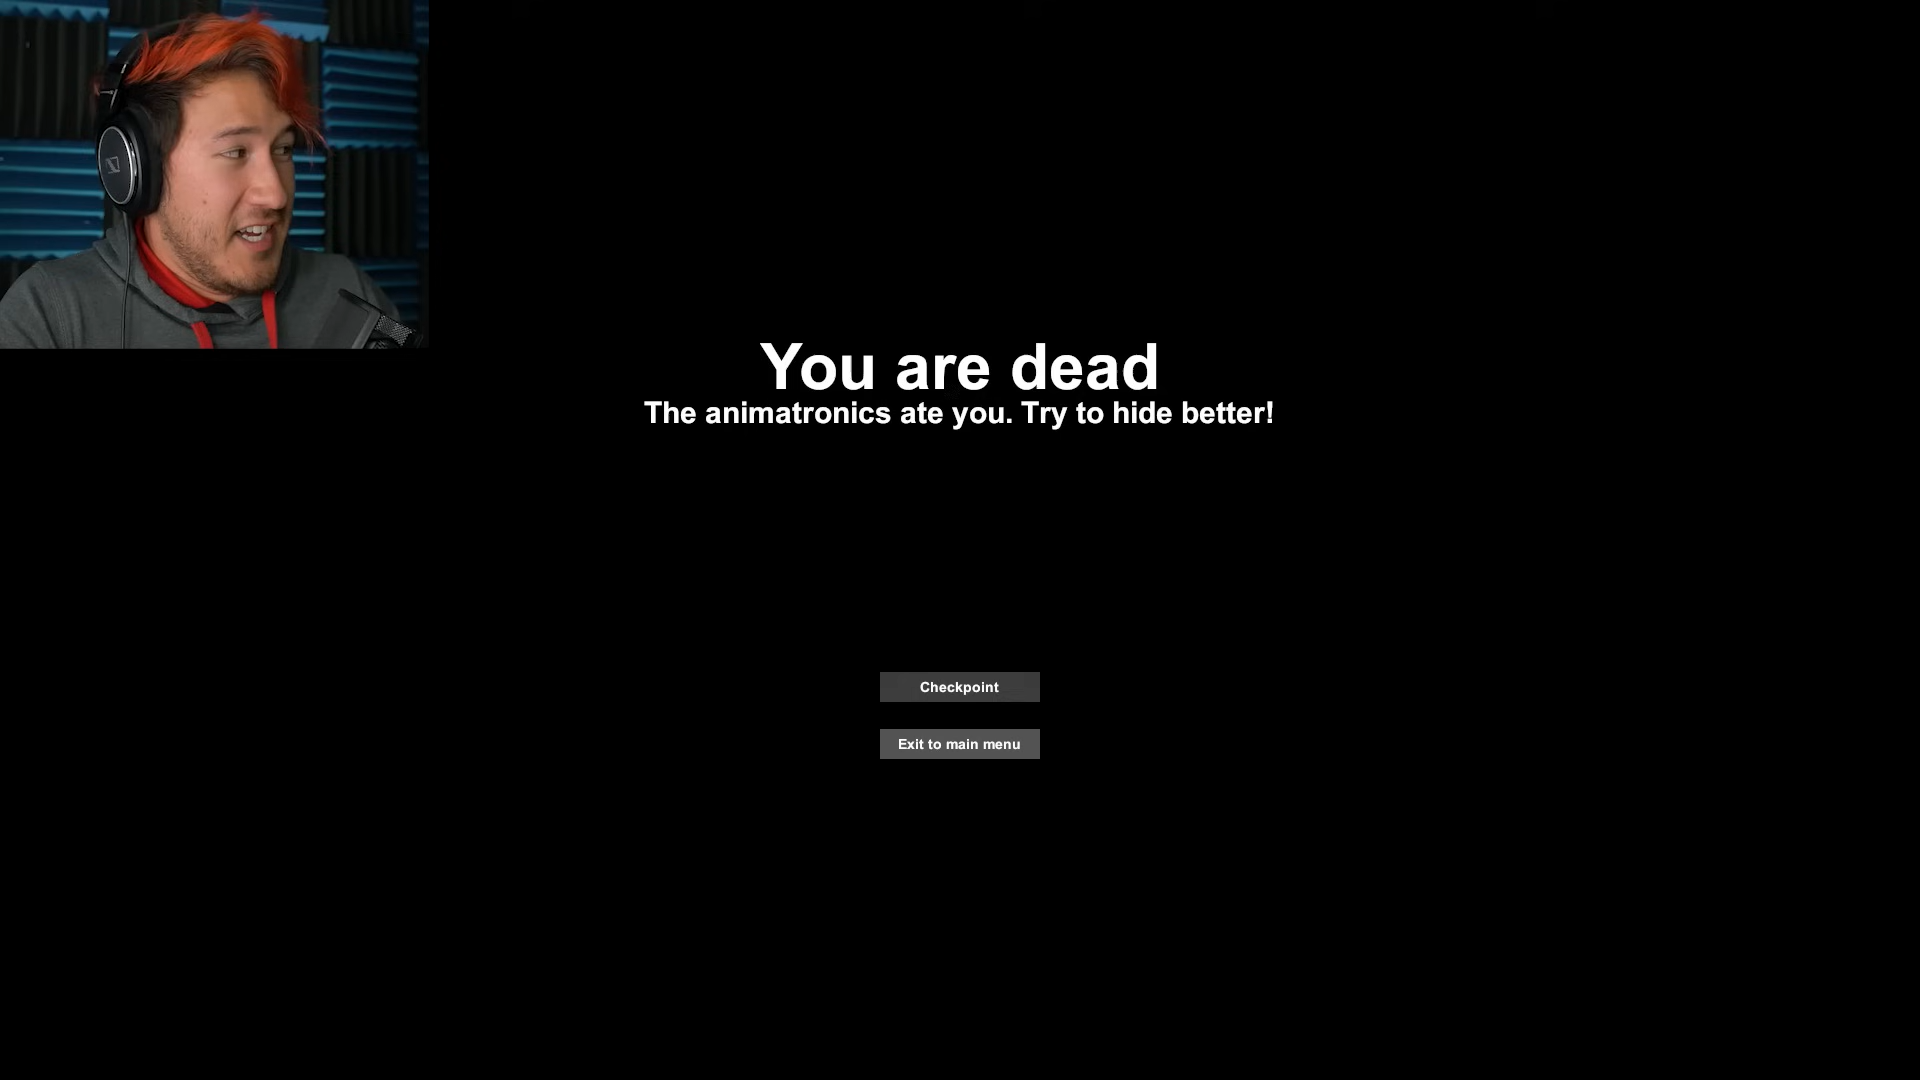 You are dead
The animatronics ate you. Try to hide better!
Checkpoint
Exit to main menu